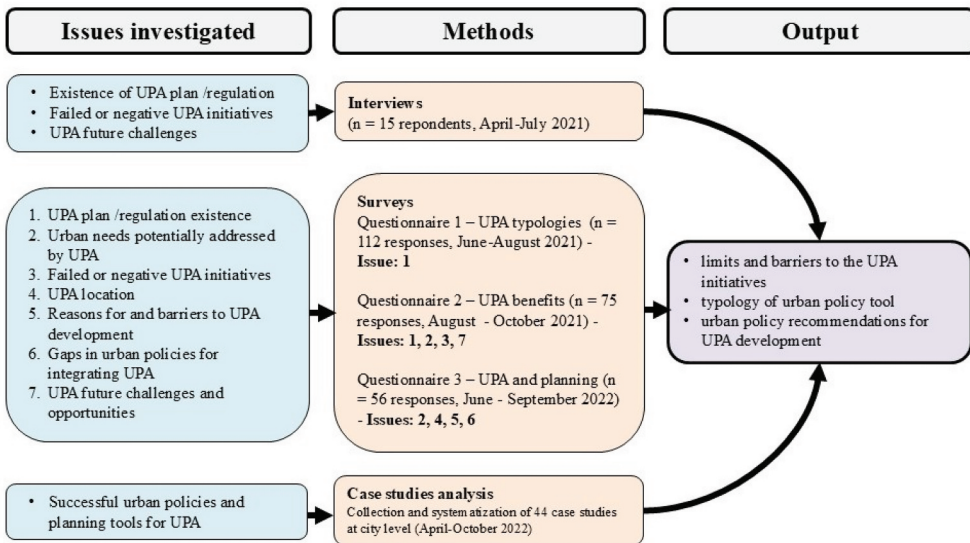 Issues investigated
Methods
Output
• Existence of UPA plan /regulation
• Failed or negative UPA initiatives
• UPA future challenges
Interviews
(n = 15 repondents, April-July 2021)
1. UPA plan /regulation existence
2. Urban needs potentially addressed
by UPA
3. Failed or negative UPA initiatives
4. UPA location
5. Reasons for and barriers to UPA
development
6. Gaps in urban policies for
integrating UPA
7. UPA future challenges and
opportunities
Surveys
Questionnaire 1 – UPA typologies (n =
112 responses, June-August 2021) -
Issue: 1
Questionnaire 2 – UPA benefits (n = 75
responses, August - October 2021) -
Issues: 1, 2, 3, 7
Questionnaire 3 – UPA and planning (n
= 56 responses, June - September 2022)
- Issues: 2, 4, 5, 6
• limits and barriers to the UPA
initiatives
• typology of urban policy tool
• urban policy recommendations for
UPA development
• Successful urban policies and
planning tools for UPA
Case studies analysis
Collection and systematization of 44 case studies
at city level (April-October 2022)